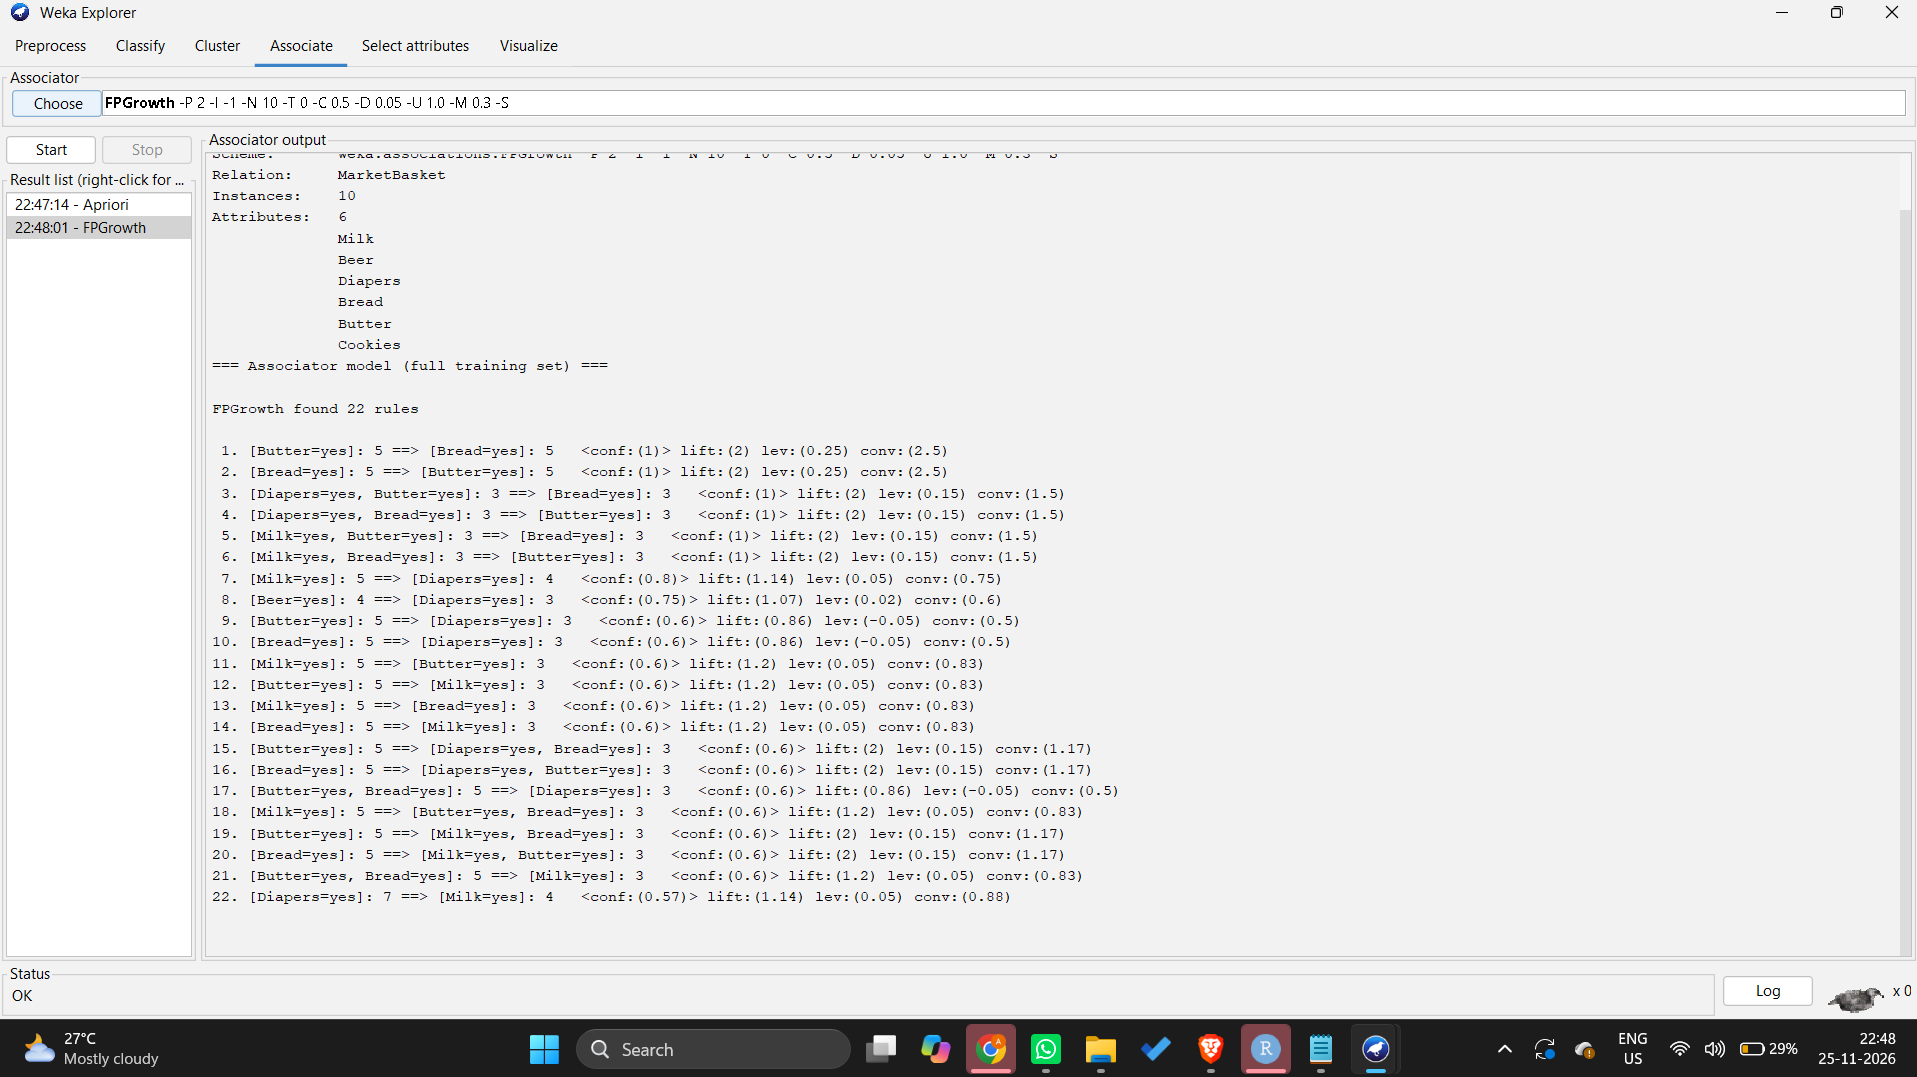 Weka Explorer
Preprocess Classify Cluster Associate Select attributes Visualize
Associator
Choose FPGrowth -P 2 -I -1 -N 10 -T 0 -C 0.5 -D 0.05 -U 1.0 -M 0.3 -S
Start Stop
Result list (right-click for ...
22:47:14 - Apriori
22:48:01 - FPGrowth
Associator output
Scheme: weka.associations.FPGrowth -P 2 -I -1 -N 10 -T 0 -C 0.5 -D 0.05 -U 1.0 -M 0.3 -S
Relation: MarketBasket
Instances: 10
Attributes: 6
Milk
Beer
Diapers
Bread
Butter
Cookies
=== Associator model (full training set) ===
FPGrowth found 22 rules
1. [Butter=yes]: 5 ==> [Bread=yes]: 5 <conf:(1)> lift:(2) lev:(0.25) conv:(2.5)
2. [Bread=yes]: 5 ==> [Butter=yes]: 5 <conf:(1)> lift:(2) lev:(0.25) conv:(2.5)
3. [Diapers=yes, Butter=yes]: 3 ==> [Bread=yes]: 3 <conf:(1)> lift:(2) lev:(0.15) conv:(1.5)
4. [Diapers=yes, Bread=yes]: 3 ==> [Butter=yes]: 3 <conf:(1)> lift:(2) lev:(0.15) conv:(1.5)
5. [Milk=yes, Butter=yes]: 3 ==> [Bread=yes]: 3 <conf:(1)> lift:(2) lev:(0.15) conv:(1.5)
6. [Milk=yes, Bread=yes]: 3 ==> [Butter=yes]: 3 <conf:(1)> lift:(2) lev:(0.15) conv:(1.5)
7. [Milk=yes]: 5 ==> [Diapers=yes]: 4 <conf:(0.8)> lift:(1.14) lev:(0.05) conv:(0.75)
8. [Beer=yes]: 4 ==> [Diapers=yes]: 3 <conf:(0.75)> lift:(1.07) lev:(0.02) conv:(0.6)
9. [Butter=yes]: 5 ==> [Diapers=yes]: 3 <conf:(0.6)> lift:(0.86) lev:(-0.05) conv:(0.5)
10. [Bread=yes]: 5 ==> [Diapers=yes]: 3 <conf:(0.6)> lift:(0.86) lev:(-0.05) conv:(0.5)
11. [Milk=yes]: 5 ==> [Butter=yes]: 3 <conf:(0.6)> lift:(1.2) lev:(0.05) conv:(0.83)
12. [Butter=yes]: 5 ==> [Milk=yes]: 3 <conf:(0.6)> lift:(1.2) lev:(0.05) conv:(0.83)
13. [Milk=yes]: 5 ==> [Bread=yes]: 3 <conf:(0.6)> lift:(1.2) lev:(0.05) conv:(0.83)
14. [Bread=yes]: 5 ==> [Milk=yes]: 3 <conf:(0.6)> lift:(1.2) lev:(0.05) conv:(0.83)
15. [Butter=yes]: 5 ==> [Diapers=yes, Bread=yes]: 3 <conf:(0.6)> lift:(2) lev:(0.15) conv:(1.17)
16. [Bread=yes]: 5 ==> [Diapers=yes, Butter=yes]: 3 <conf:(0.6)> lift:(2) lev:(0.15) conv:(1.17)
17. [Butter=yes, Bread=yes]: 5 ==> [Diapers=yes]: 3 <conf:(0.6)> lift:(0.86) lev:(-0.05) conv:(0.5)
18. [Milk=yes]: 5 ==> [Butter=yes, Bread=yes]: 3 <conf:(0.6)> lift:(1.2) lev:(0.05) conv:(0.83)
19. [Butter=yes]: 5 ==> [Milk=yes, Bread=yes]: 3 <conf:(0.6)> lift:(2) lev:(0.15) conv:(1.17)
20. [Bread=yes]: 5 ==> [Milk=yes, Butter=yes]: 3 <conf:(0.6)> lift:(2) lev:(0.15) conv:(1.17)
21. [Butter=yes, Bread=yes]: 5 ==> [Milk=yes]: 3 <conf:(0.6)> lift:(1.2) lev:(0.05) conv:(0.83)
22. [Diapers=yes]: 7 ==> [Milk=yes]: 4 <conf:(0.57)> lift:(1.14) lev:(0.05) conv:(0.88)
Status
OK
Log x 0
27°C
Mostly cloudy
Search
ENG
US
29%
22:48
25-11-2026